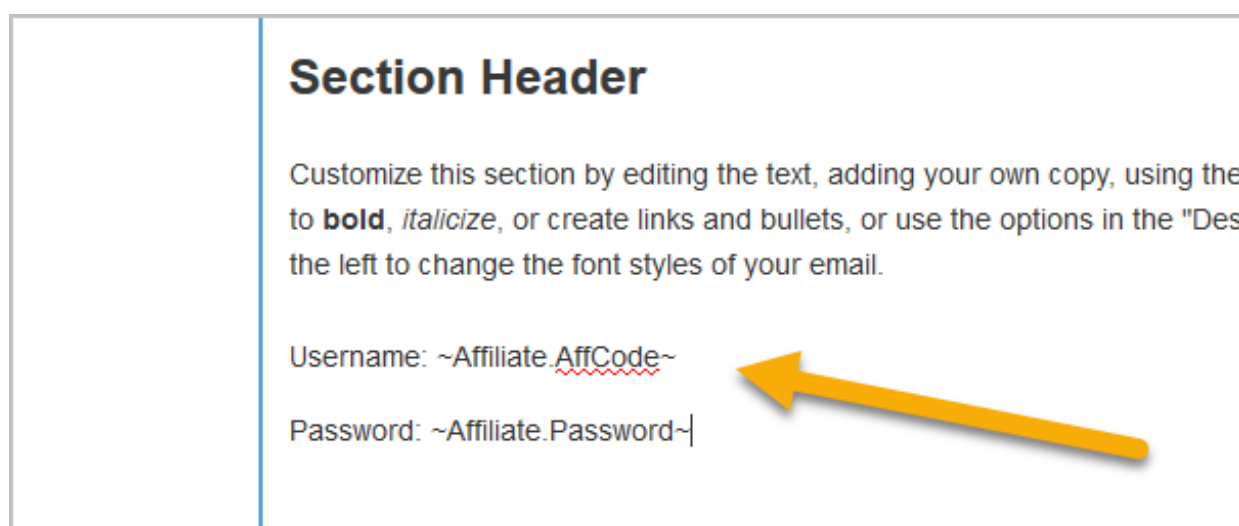 Section Header
Customize this section by editing the text, adding your own copy, using the
to bold, italicize, or create links and bullets, or use the options in the "Des
the left to change the font styles of your email.
Username: ~Affiliate.AffCode~
Password: ~Affiliate.Password~